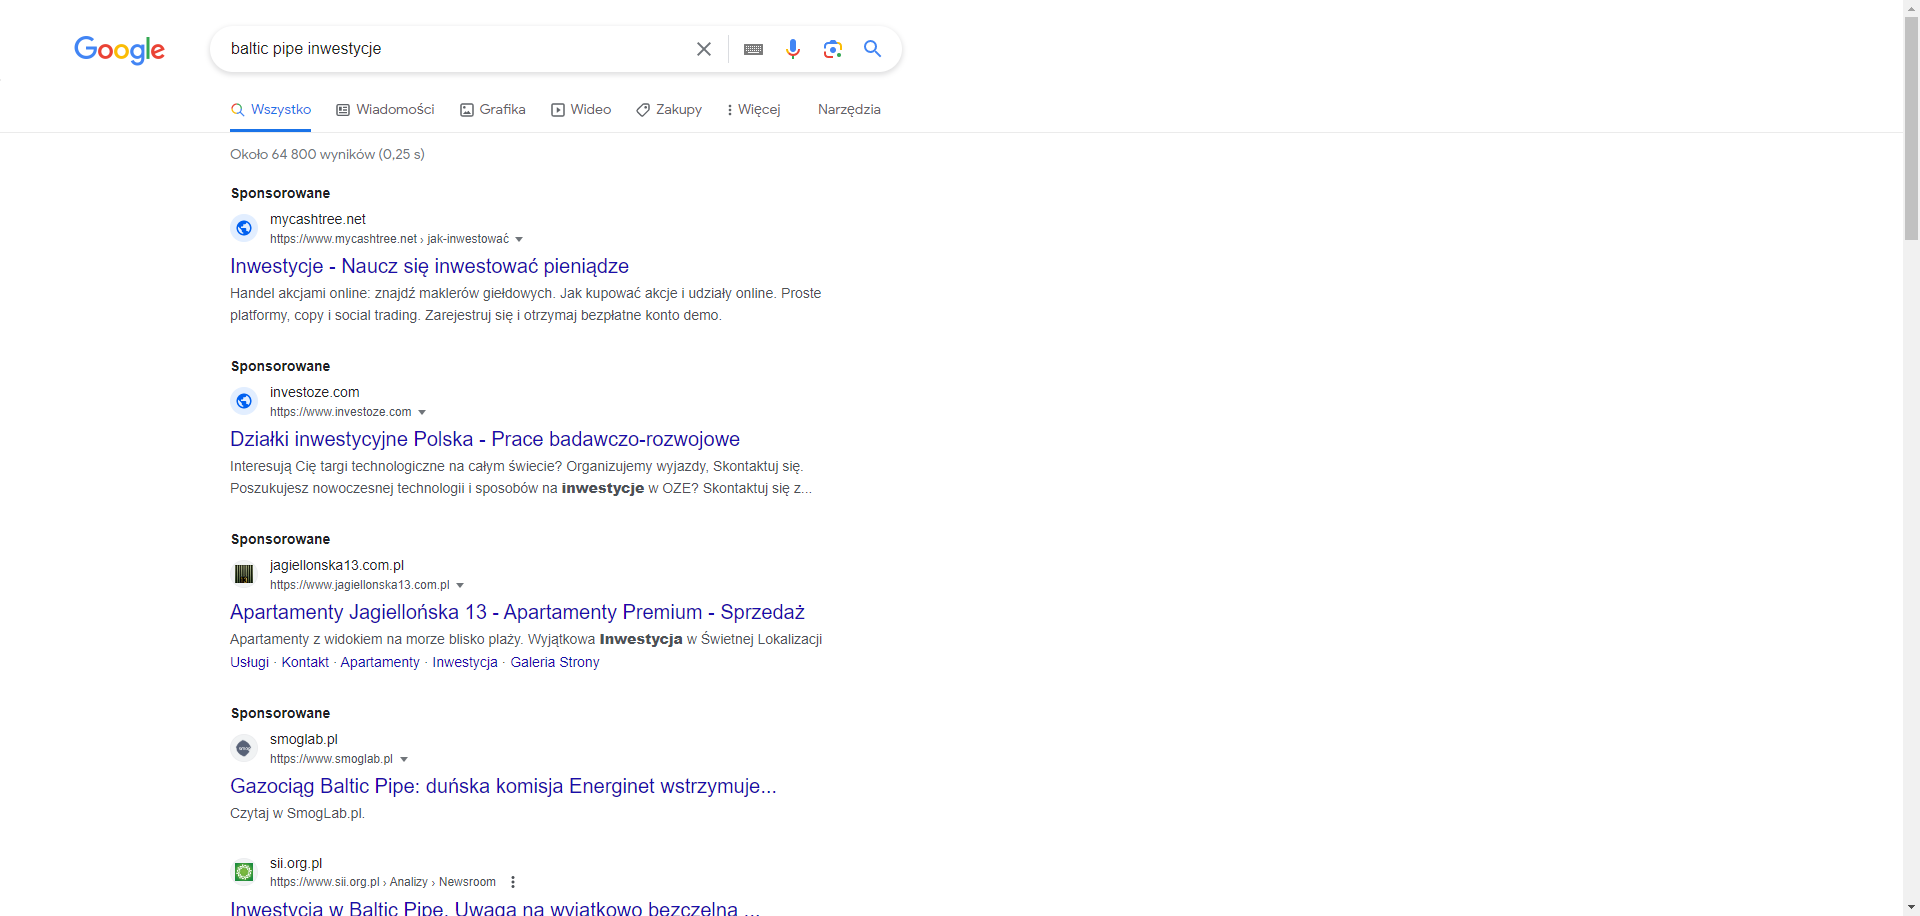 Google
baltic pipe inwestycje
Wszystko Wiadomości Grafika Wideo Zakupy Więcej Narzędzia
Około 64 800 wyników (0,25 s)
Sponsorowane
mycashtree.net
https://www.mycashtree.net › jak-inwestować
Inwestycje - Naucz się inwestować pieniądze
Handel akcjami online: znajdź maklerów giełdowych. Jak kupować akcje i udziały online. Proste
platformy, copy i social trading. Zarejestruj się i otrzymaj bezpłatne konto demo.
Sponsorowane
investoze.com
https://www.investoze.com
Działki inwestycyjne Polska - Prace badawczo-rozwojowe
Interesują Cię targi technologiczne na całym świecie? Organizujemy wyjazdy, Skontaktuj się.
Poszukujesz nowoczesnej technologii i sposobów na inwestycje w OZE? Skontaktuj się z...
Sponsorowane
jagiellonska13.com.pl
https://www.jagiellonska13.com.pl
Apartamenty Jagiellońska 13 - Apartamenty Premium - Sprzedaż
Apartamenty z widokiem na morze blisko plaży. Wyjątkowa Inwestycja w Świetnej Lokalizacji
Usługi · Kontakt · Apartamenty · Inwestycja · Galeria Strony
Sponsorowane
smoglab.pl
https://www.smoglab.pl
Gazociąg Baltic Pipe: duńska komisja Energinet wstrzymuje...
Czytaj w SmogLab.pl.
sii.org.pl
https://www.sii.org.pl › Analizy › Newsroom
Inwestycja w Baltic Pipe. Uwaga na wyjątkowo bezczelną ...